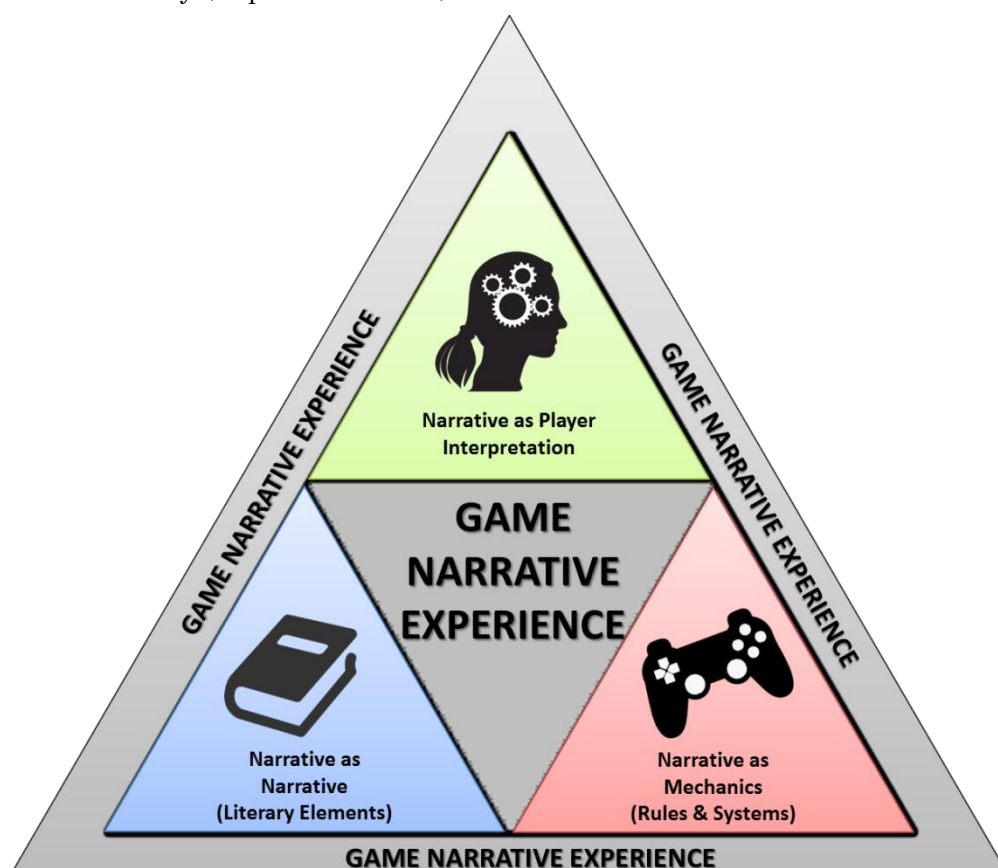 GAME NARRATIVE EXPERIENCE
GAME NARRATIVE EXPERIENCE
Narrative as Player
Interpretation
GAME
NARRATIVE
EXPERIENCE
Narrative as
Narrative
(Literary Elements)
Narrative as
Mechanics
(Rules & Systems)
GAME NARRATIVE EXPERIENCE